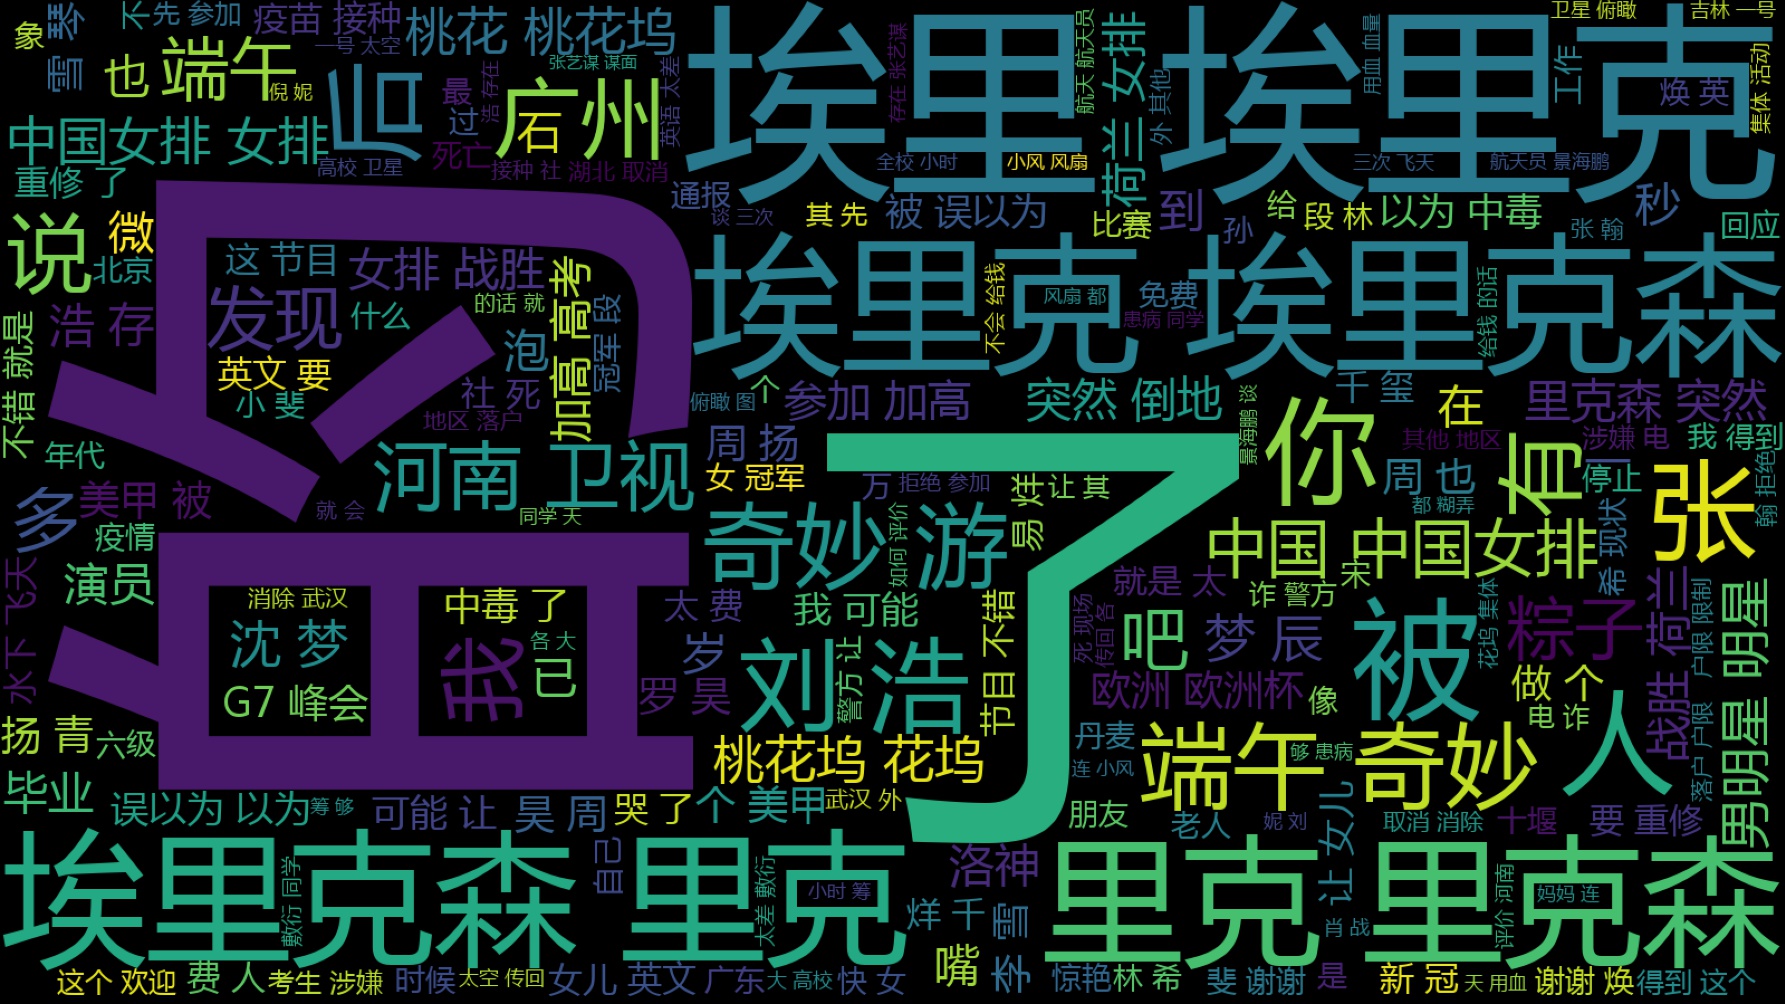 象
雪 琴
不
先 参加
疫苗 接种
一号 太空
桃花 桃花坞
张艺谋 谋面
埃里 埃里克
卫星 俯瞰
吉林 一号
也
端午
倪 妮
后
最
过
浩 存在
广州
石
英语 太差
存在 张艺谋
航天 航天员
荷兰 女排
外 其他
用血 血量
工作
焕 英
集体 活动
中国女排 女排
高校 卫星
死亡
接种 社
湖北 取消
全校 小时
小风 风扇
三次 飞天
航天员 景海鹏
重修 了
通报
谈 三次
其 先
被 误以为
比赛
到
孙
给
段 林
以为 中毒
张 翰
秒
回应
说
微
北京
的
这 节目
女排 战胜
加高 高考
埃里克 埃里克森
不会 给钱
风扇 都
免费
患病 同学
给钱 的话
浩 存
发现
什么
的话 就
泡
冠军 段
不错 就是
英文 要
小 斐
社 死
地区 落户
俯瞰 图
个
参加 加高
突然 倒地
千 玺
在
里克森 突然
年代
河南 卫视
周 扬
了
景海鹏 谈
你
其他 地区
有
涉嫌 电
我 得到
多
美甲 被
就 会
同学 天
女 冠军
万
拒绝 参加
易 烊
让 其
周 也
都 糊弄
停止
张
翰 拒绝
疫情
奇妙 游
如何 评价
中国 中国女排
希 现状
水下 飞天
演员
消除 武汉
中毒 了
太 费
我 可能
节目 不错
就是 太
诈 警方
宋
沈 梦
我
各 大
已
岁
刘 浩
警方 让
死 现场
传回 各
吧
梦 辰
被
花坞 集体
粽子
战胜 荷兰
户限 限制
男明星 明星
G7 峰会
罗 昊
欧洲 欧洲杯
像
做 个
电 诈
人
扬 青
六级
桃花坞 花坞
丹麦
连 小风
端午 奇妙
够 患病
落户 户限
毕业
误以为 以为
筹 够
可能 让
昊 周
哭 了
个 美甲
武汉 外
朋友
老人
妮 刘
让 女儿
取消 消除
十堰
要 重修
埃里克森 里克
敷衍 同学
自己
太差 敷衍
小时 筹
洛神
烊 千
李 雪
里克 里克森
肖 战
评价 河南
妈妈 连
这个 欢迎
费 人
考生 涉嫌
时候
太空 传回
女儿 英文
广东
大 高校
快 女
嘴
惊艳
林 希
斐 谢谢
是
新 冠
天 用血
谢谢 焕
得到 这个